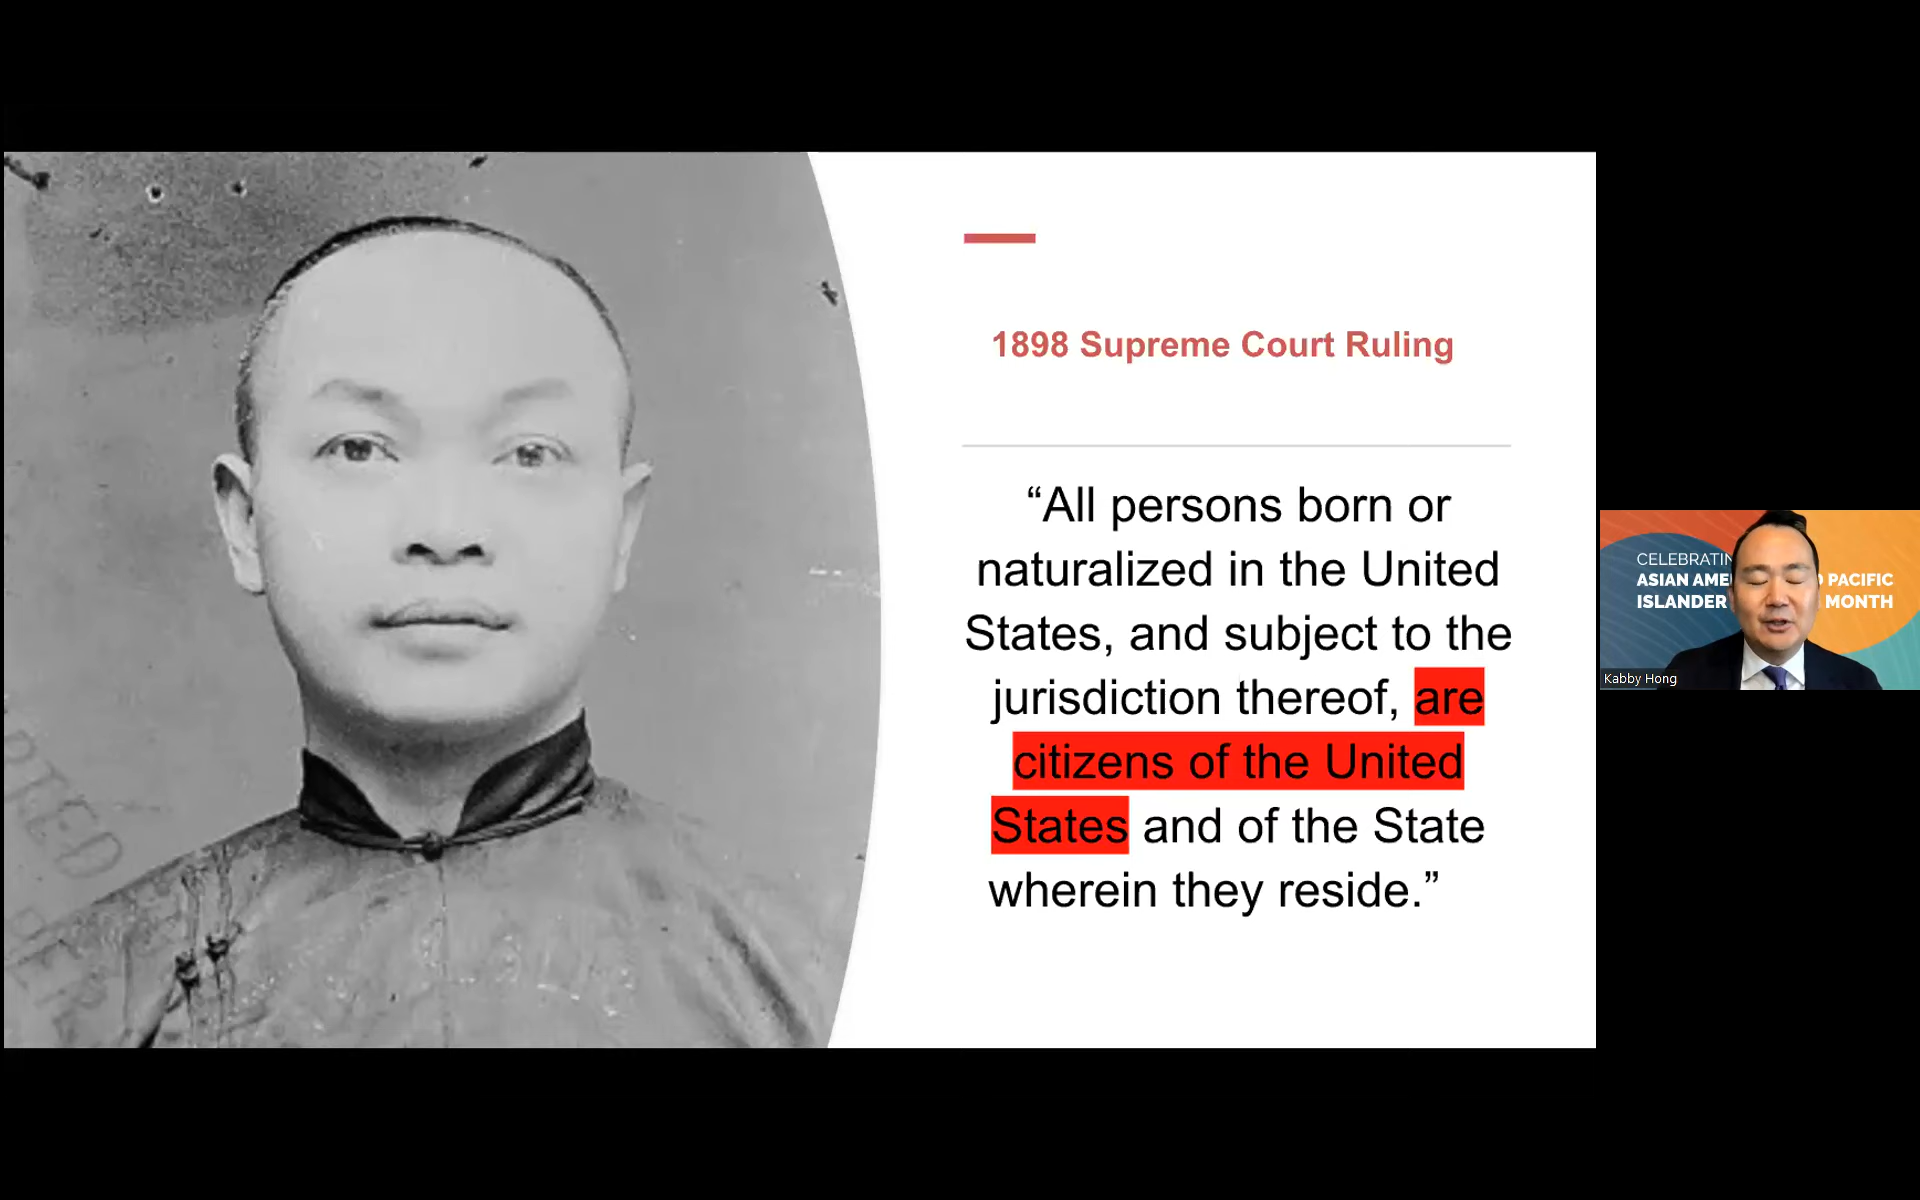 1898 Supreme Court Ruling
“All persons born or
naturalized in the United
States, and subject to the
jurisdiction thereof, are
citizens of the United
States and of the State
wherein they reside.”
CELEBRATIN
ASIAN AME PACIFIC
ISLANDER MONTH
Kabby Hong